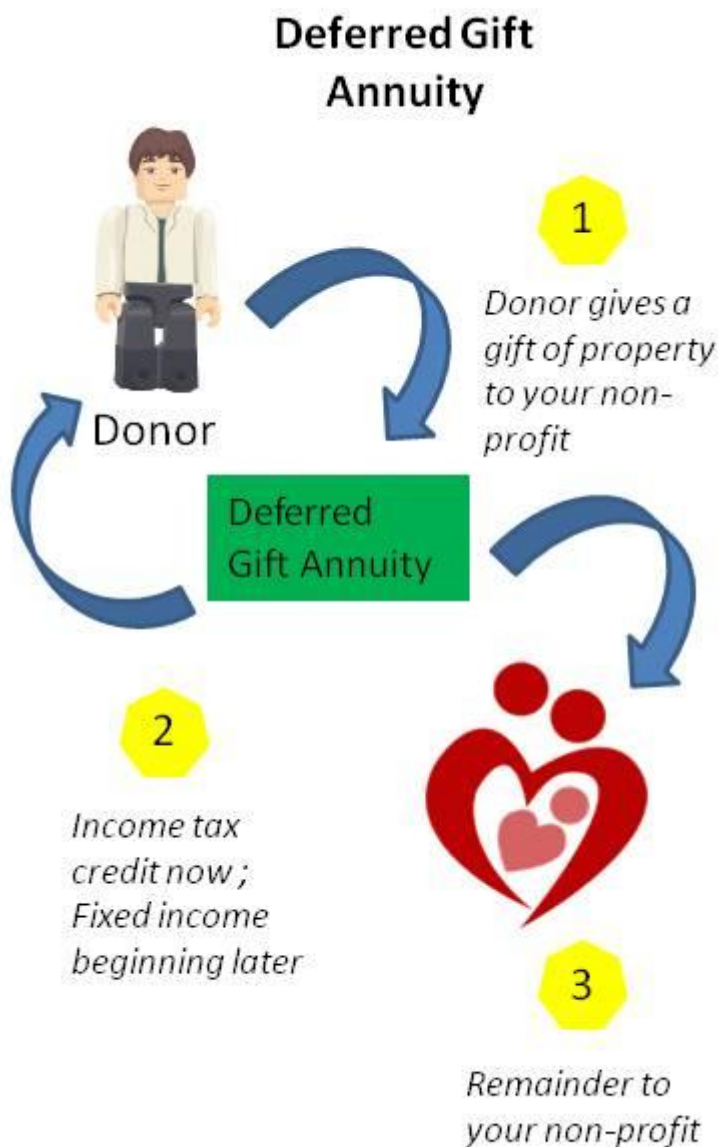 Deferred Gift
Annuity
1
Donor gives a
gift of property
to your non-
profit
Donor
Deferred
Gift Annuity
2
Income tax
credit now ;
Fixed income
beginning later
3
Remainder to
your non-profit